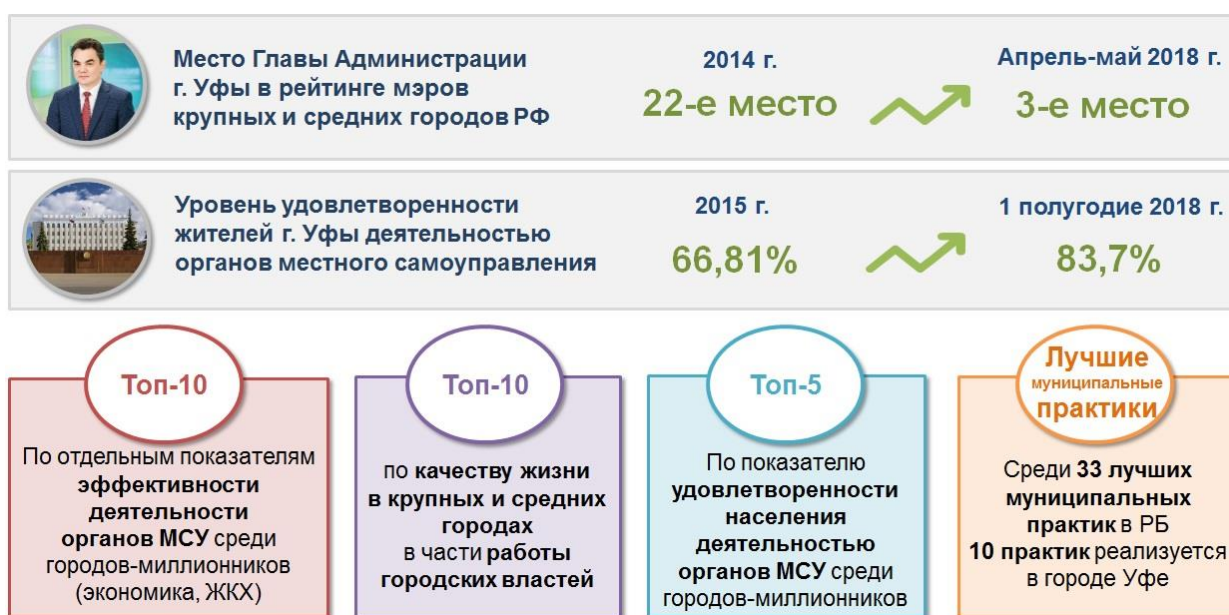 Место Главы Администрации
г. Уфы в рейтинге мэров
крупных и средних городов РФ
2014 г.
22-е место
Апрель-май 2018 г.
3-е место
Уровень удовлетворенности
жителей г. Уфы деятельностью
органов местного самоуправления
2015 г.
66,81%
1 полугодие 2018 г.
83,7%
Топ-10
По отдельным показателям
эффективности
деятельности
органов МСУ среди
городов-миллионников
(экономика, ЖКХ)
Топ-10
по качеству жизни
в крупных и средних
городах
в части работы
городских властей
Топ-5
По показателю
удовлетворенности
населения
деятельностью
органов МСУ среди
городов-миллионников
Лучшие
муниципальные
практики
Среди 33 лучших
муниципальных
практик в РБ
10 практик реализуется
в городе Уфе